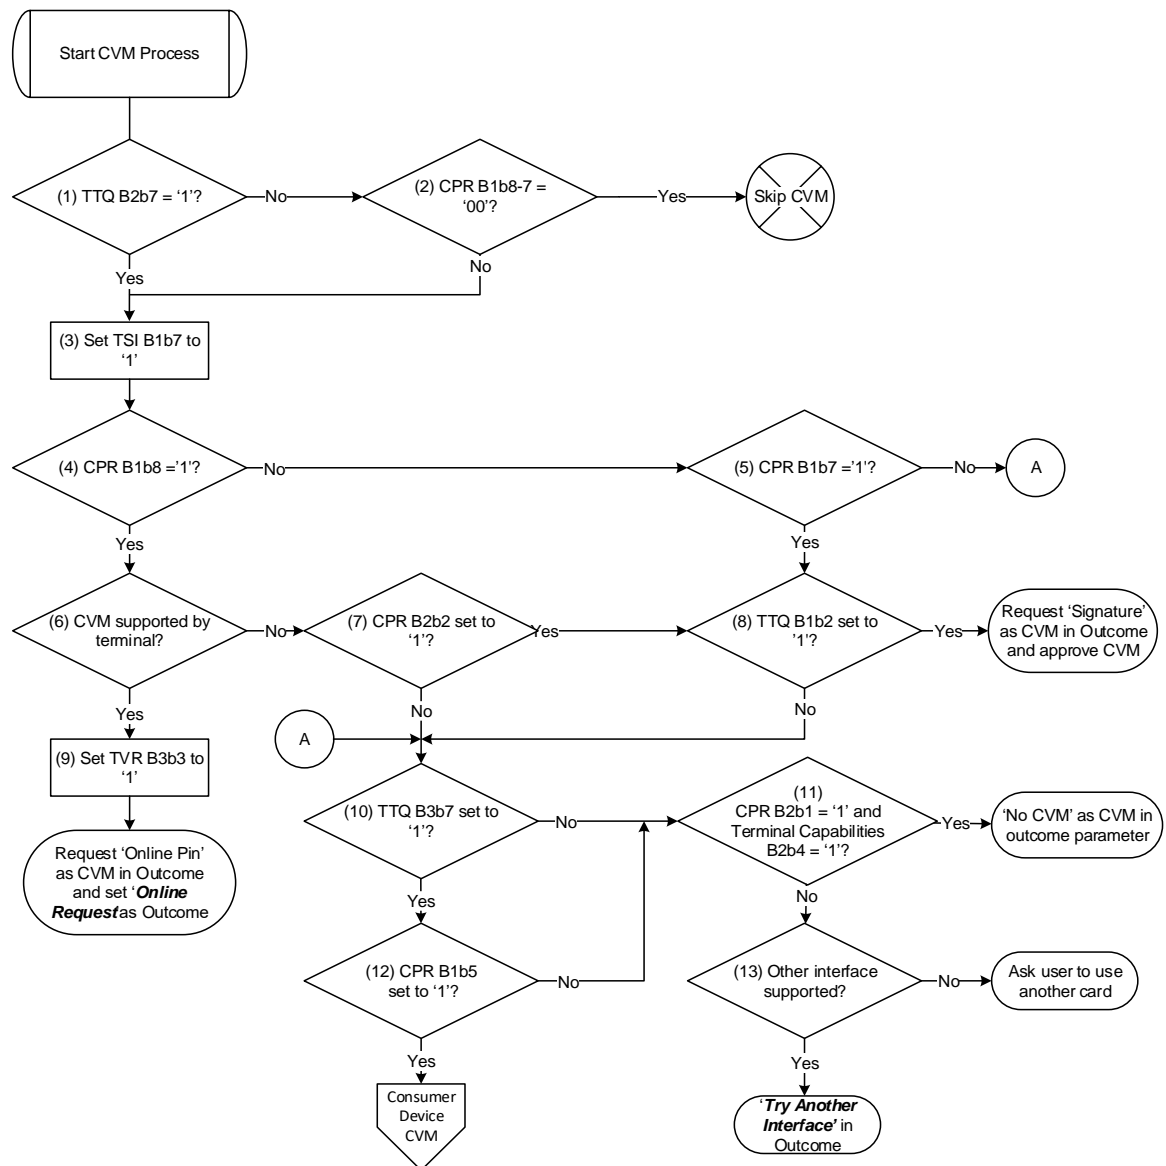 Start CVM Process
(1) TTQ B2b7 = ‘1’?
No
(2) CPR B1b8-7 =
‘00’?
Yes
Skip CVM
Yes
No
(3) Set TSI B1b7 to
‘1’
(4) CPR B1b8 =‘1’?
No
(5) CPR B1b7 =‘1’?
No
A
Yes
Yes
(6) CVM supported by
terminal?
No
(7) CPR B2b2 set to
‘1’?
Yes
(8) TTQ B1b2 set to
‘1’?
Yes
Request ‘Signature’
as CVM in Outcome
and approve CVM
Yes
No
No
(9) Set TVR B3b3 to
‘1’
A
Request ‘Online Pin’
as CVM in Outcome
and set ‘Online
Request as Outcome
(10) TTQ B3b7 set to
‘1’?
No
(11)
CPR B2b1 = ‘1’ and
Terminal Capabilities
B2b4 = ‘1’?
Yes
‘No CVM’ as CVM in
outcome parameter
Yes
No
(12) CPR B1b5
set to ‘1’?
No
(13) Other interface
supported?
No
Ask user to use
another card
Yes
Yes
Consumer
Device
CVM
‘Try Another
Interface’ in
Outcome